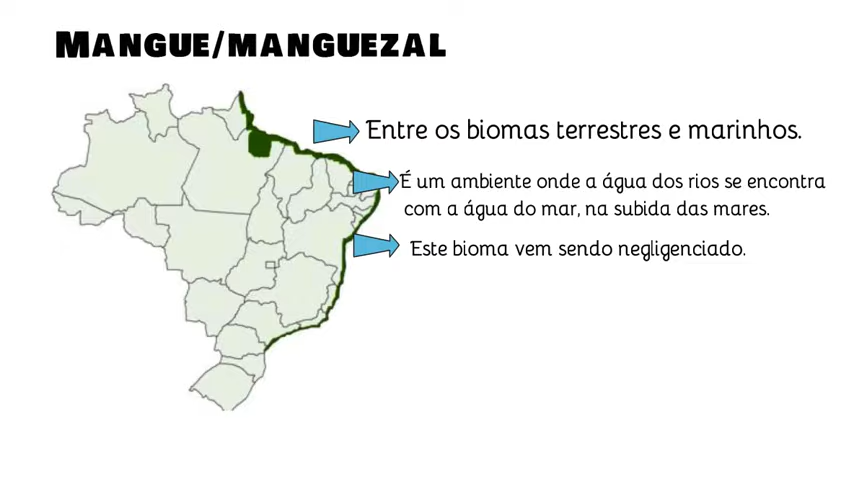 MANGUE/MANGUEZAL
Entre os biomas terrestres e marinhos.
É um ambiente onde a água dos rios se encontra
com a água do mar, na subida das mares.
Este bioma vem sendo negligenciado.